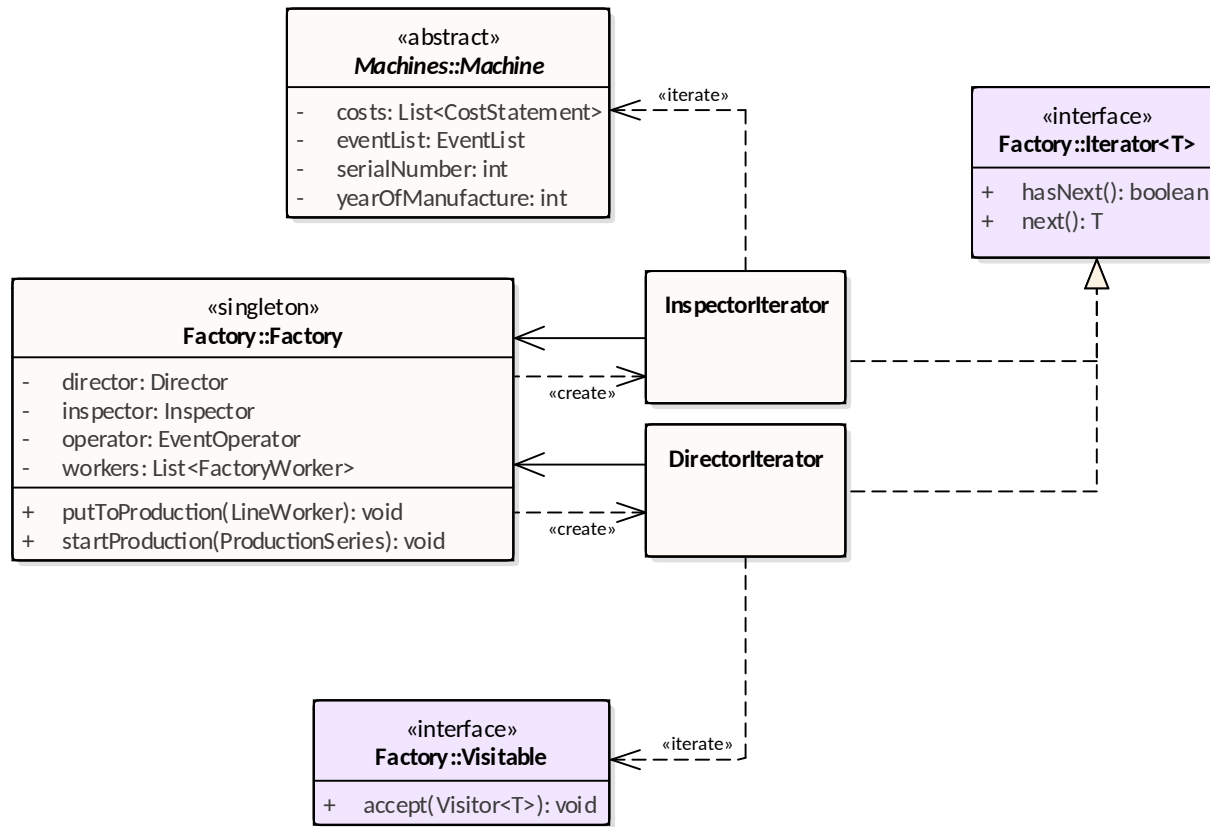 «abstract»
Machines::Machine
- costs: List<CostStatement>
- eventList: EventList
- serialNumber: int
- yearOfManufacture: int
«iterate»
«interface»
Factory::Iterator<T>
+ hasNext(): boolean
+ next(): T
«singleton»
Factory::Factory
- director: Director
- inspector: Inspector
- operator: EventOperator
- workers: List<FactoryWorker>
+ putToProduction(LineWorker): void
+ startProduction(ProductionSeries): void
InspectorIterator
«create»
DirectorIterator
«create»
«iterate»
«interface»
Factory::Visitable
+ accept(Visitor<T>): void